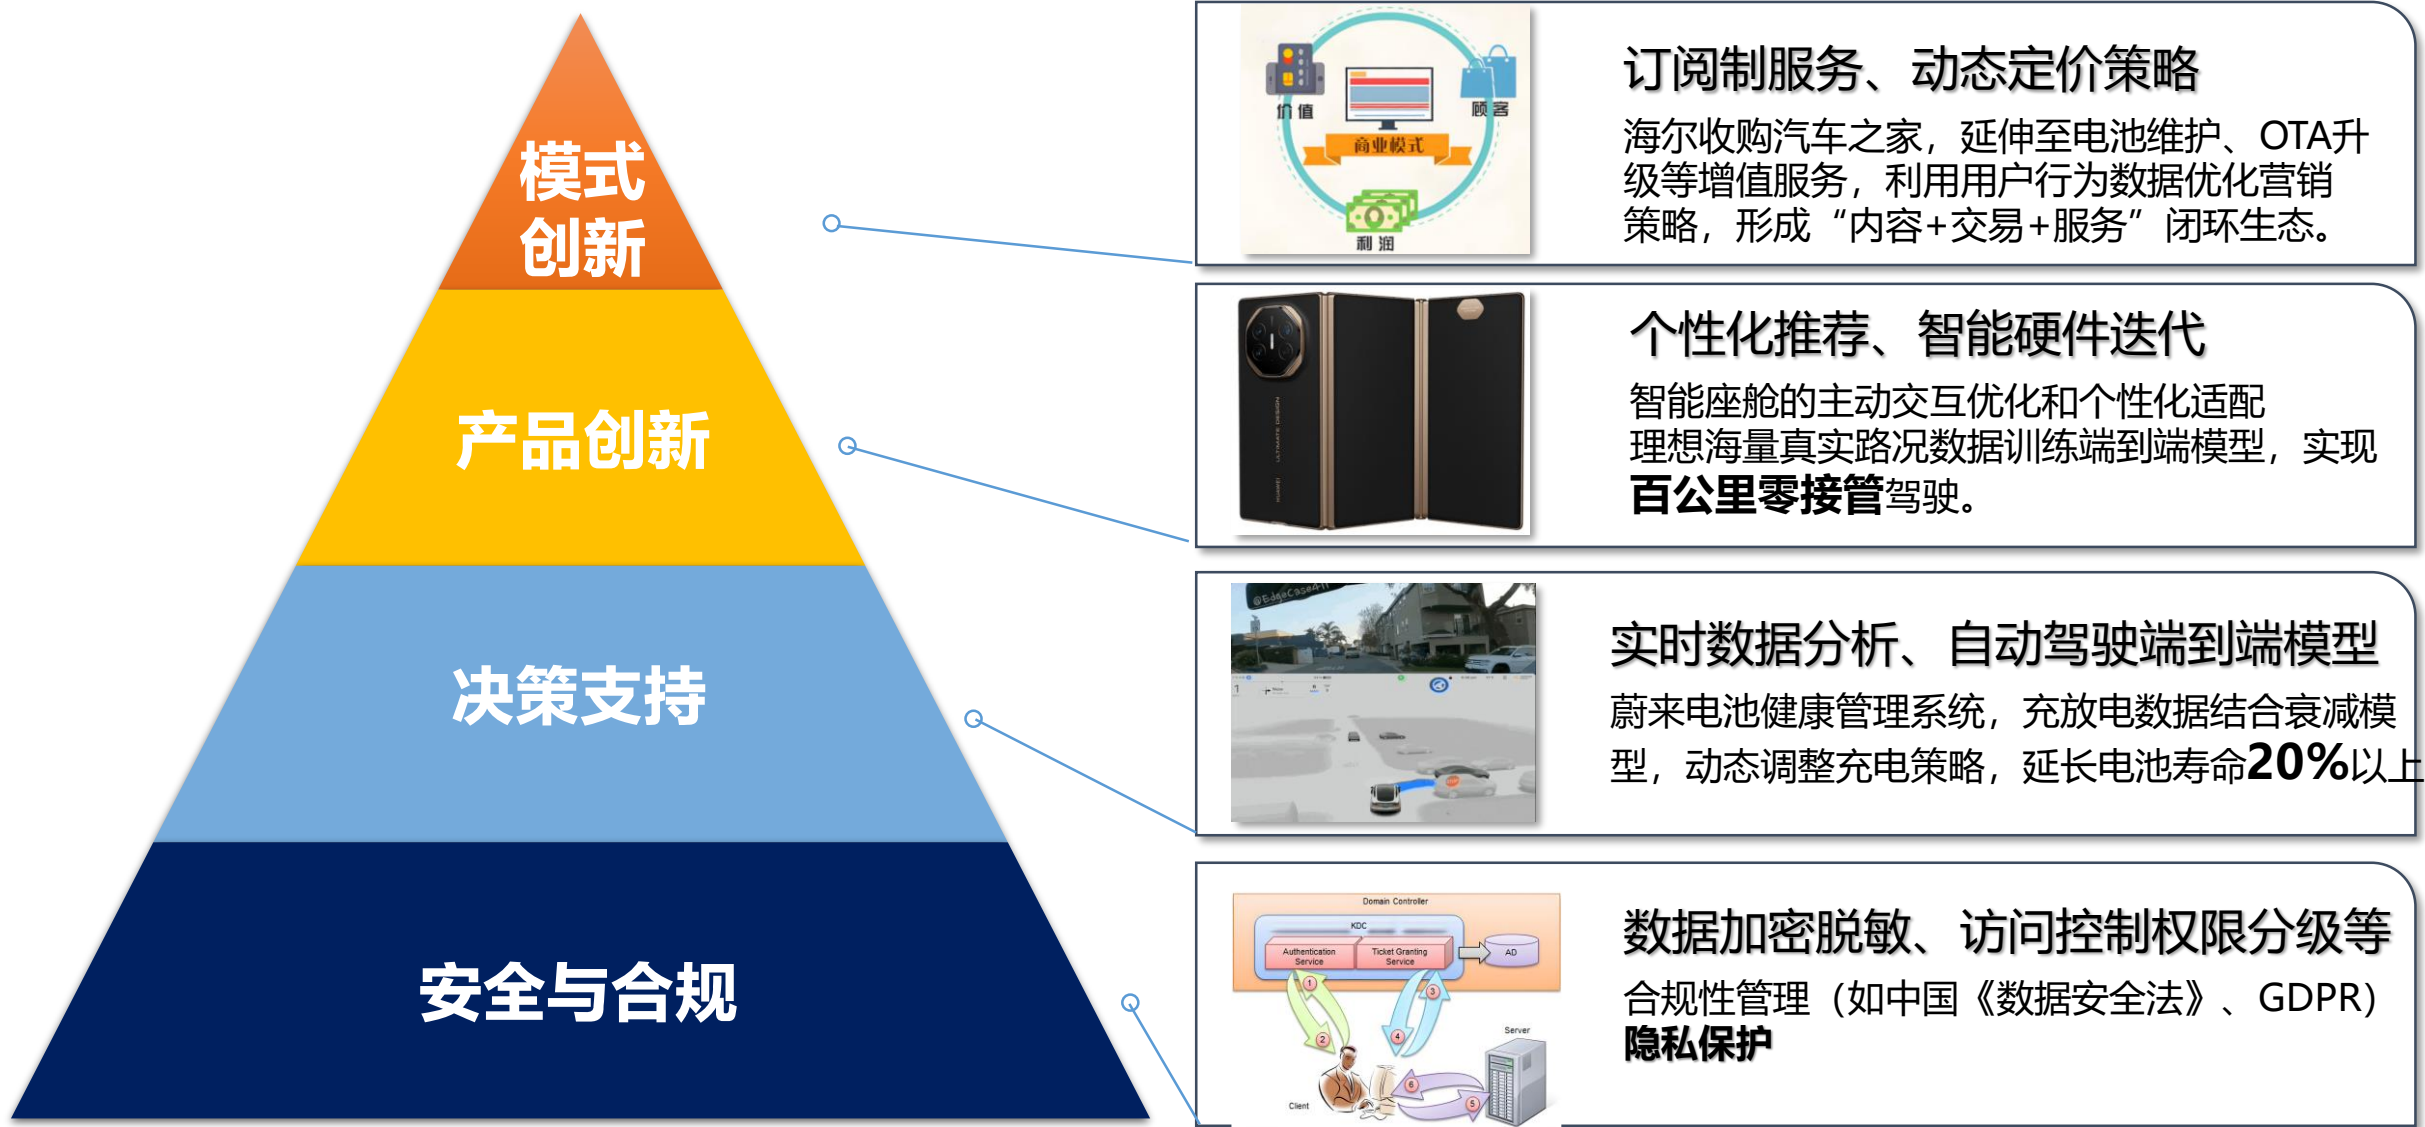 模式
创新
产品创新
决策支持
安全与合规
价值
顾客
商业模式
利润
订阅制服务、动态定价策略
海尔收购汽车之家，延伸至电池维护、OTA升
级等增值服务，利用用户行为数据优化营销
策略，形成“内容+交易+服务”闭环生态。
ULTIMATE DESIGN
HUAWEI
个性化推荐、智能硬件迭代
智能座舱的主动交互优化和个性化适配
理想海量真实路况数据训练端到端模型，实现
百公里零接管驾驶。
@EdgeCase411
实时数据分析、自动驾驶端到端模型
蔚来电池健康管理系统，充放电数据结合衰减模
型，动态调整充电策略，延长电池寿命20%以上
Domain Controller
KDC
Authentication
Service
Ticket Granting
Service
AD
1
3
2
4
Server
6
5
Client
数据加密脱敏、访问控制权限分级等
合规性管理（如中国《数据安全法》、GDPR）
隐私保护